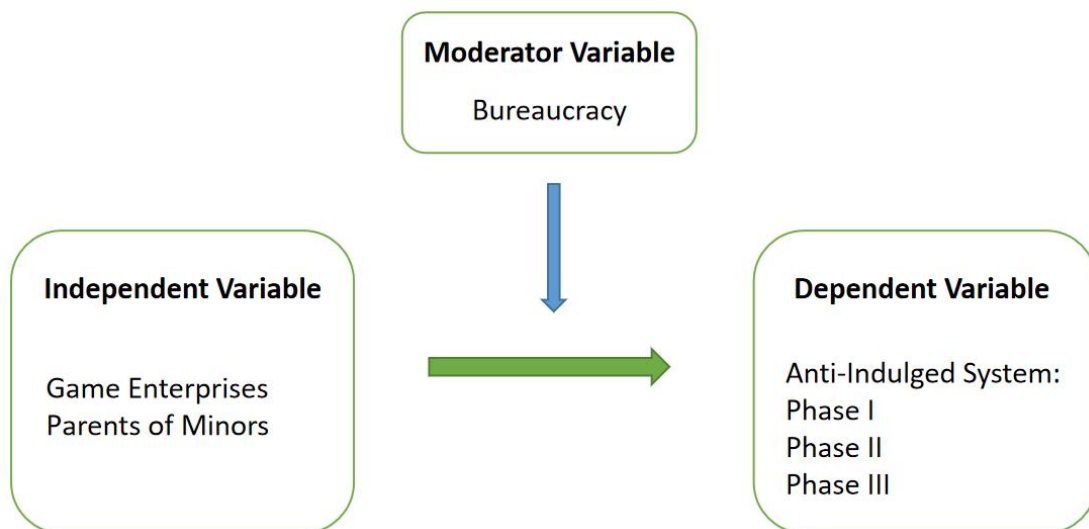 Moderator Variable
Bureaucracy
Independent Variable
Game Enterprises
Parents of Minors
Dependent Variable
Anti-Indulged System:
Phase I
Phase II
Phase III